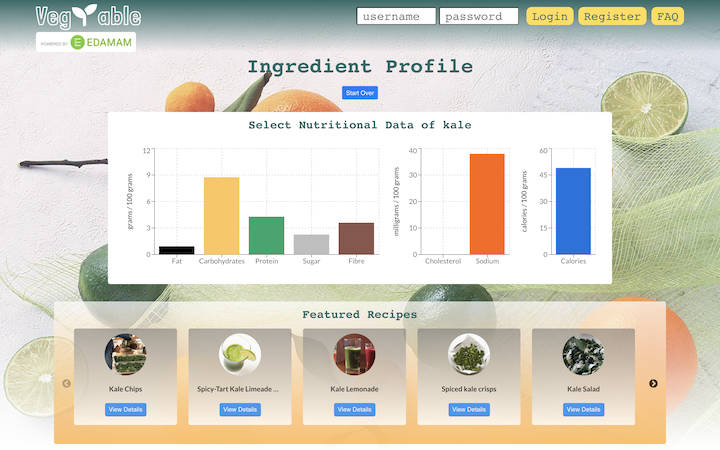 Veg able
username password Login Register FAQ
POWERED BY EDAMAM
Ingredient Profile
Start Over
Select Nutritional Data of kale
12
9
6
3
0
grams / 100 grams
Fat Carbohydrates Protein Sugar Fibre
40
30
20
10
0
milligrams / 100 grams
Cholesterol Sodium
60
45
30
15
0
calories / 100 grams
Calories
Featured Recipes
Kale Chips
View Details
Spicy-Tart Kale Limeade ...
View Details
Kale Lemonade
View Details
Spiced kale crisps
View Details
Kale Salad
View Details